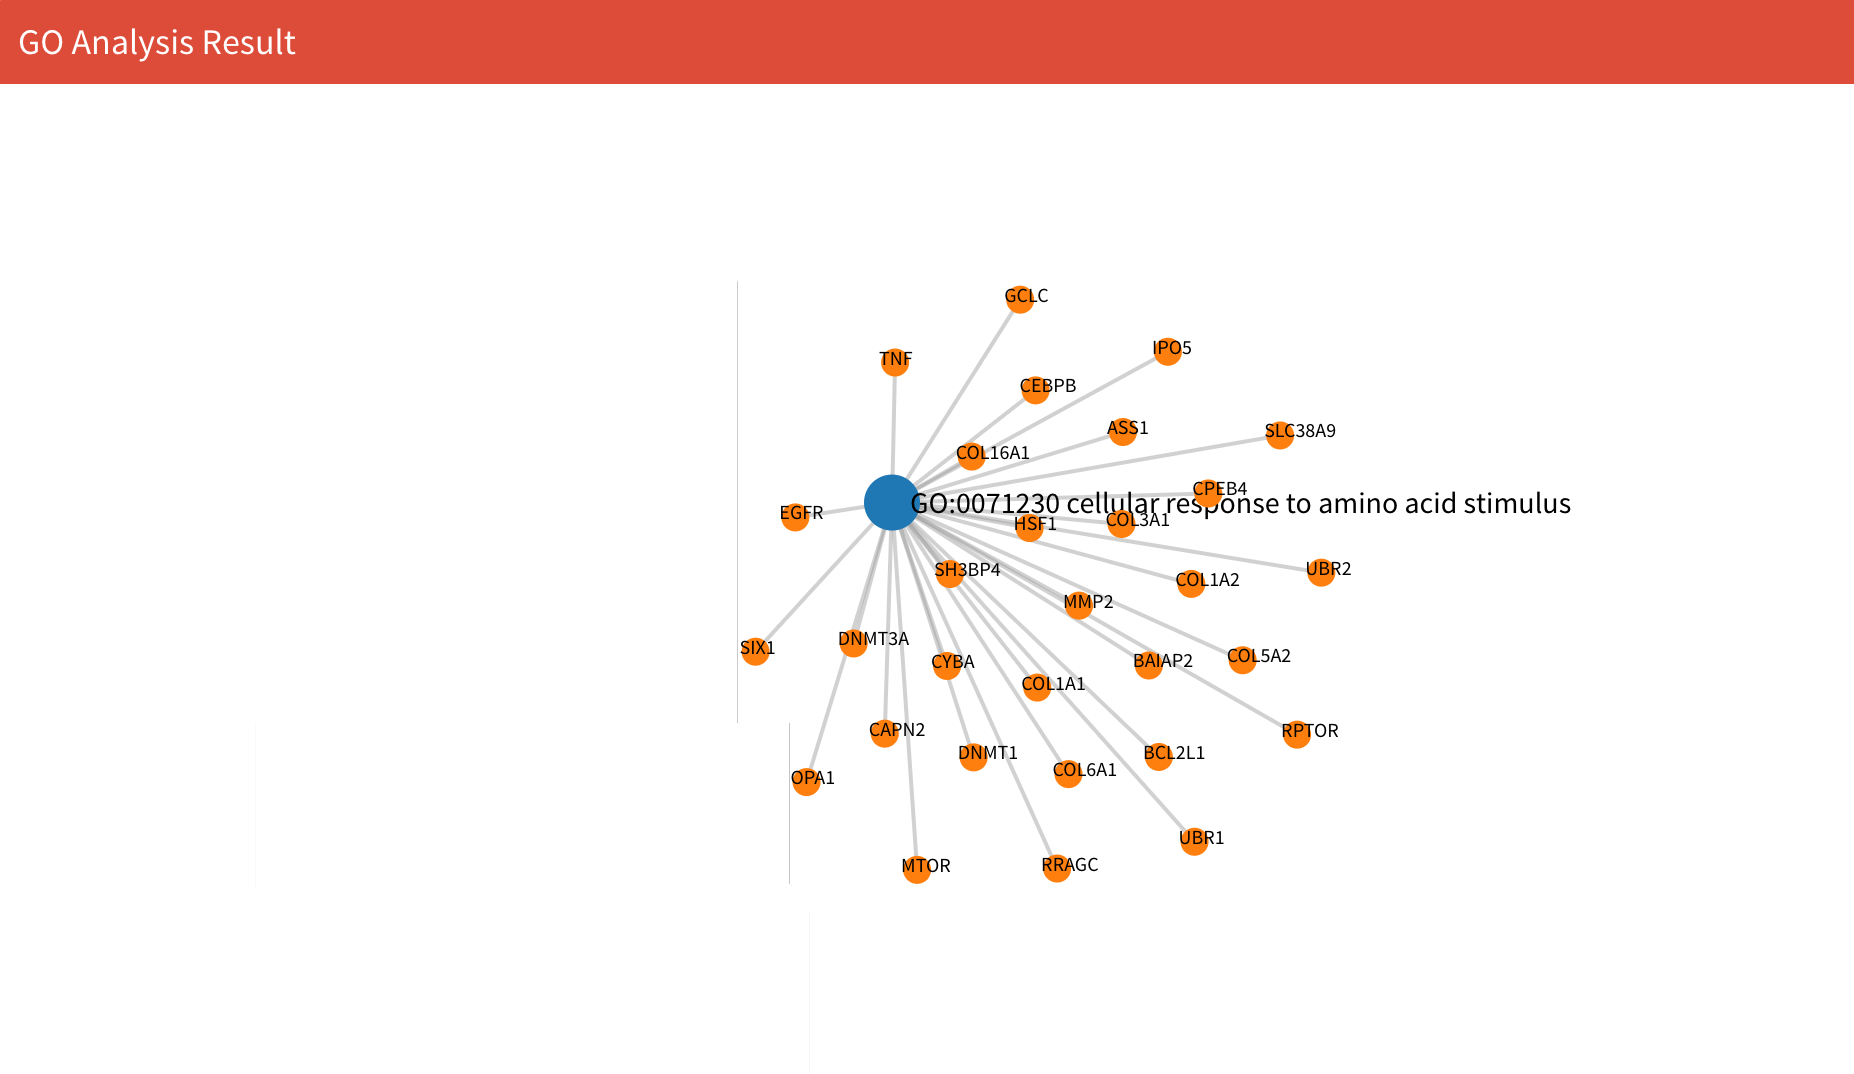 GO Analysis Result
GCLC
IPO5
TNF
CEBPB
ASS1
SLC38A9
COL16A1
CPEB4
GO:0071230 cellular response to amino acid stimulus
EGFR
COL3A1
HSF1
SH3BP4
UBR2
COL1A2
MMP2
DNMT3A
SIX1
CYBA
BAIAP2
COL5A2
COL1A1
CAPN2
RPTOR
DNMT1
BCL2L1
COL6A1
OPA1
UBR1
MTOR
RRAGC